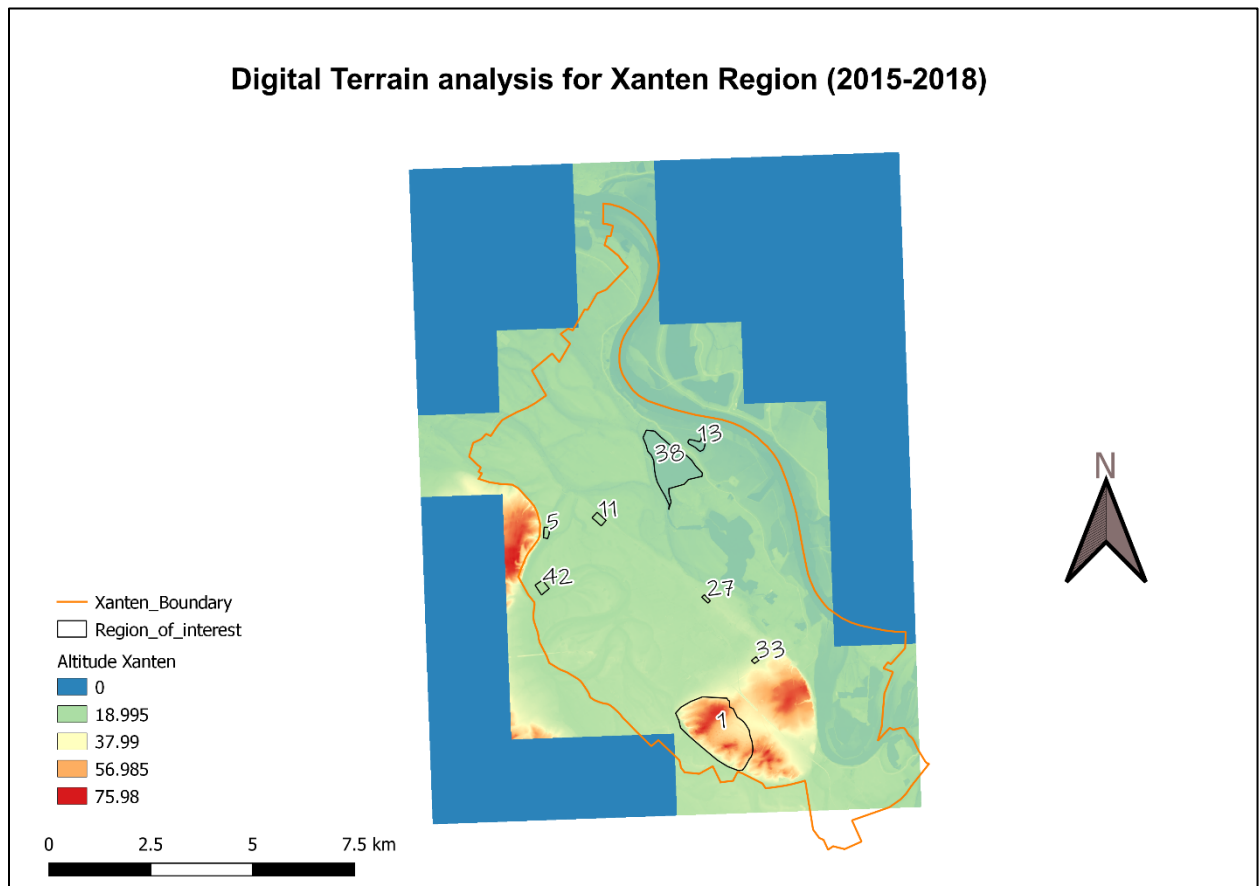 Digital Terrain analysis for Xanten Region (2015-2018)
13
38
11
5
42
27
33
1
N
Xanten_Boundary
Region_of_interest
Altitude Xanten
0
18.995
37.99
56.985
75.98
0 2.5 5 7.5 km